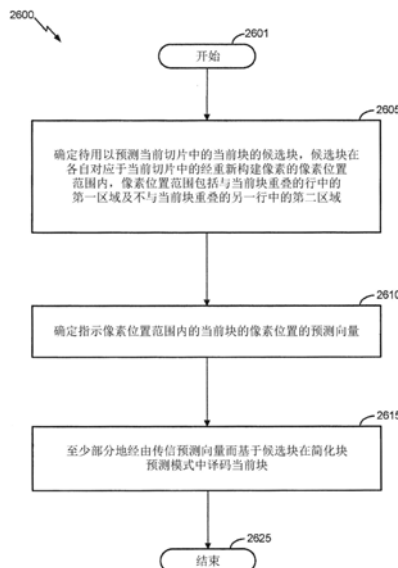 2600
2601
开始
2605
确定待用以预测当前切片中的当前块的候选块，候选块在
各自对应于当前切片中的经重新构建像素的像素位置
范围内，像素位置范围包括与当前块重叠的行中的
第一区域及不与当前块重叠的另一行中的第二区域
2610
确定指示像素位置范围内的当前块的像素位置的预测向量
2615
至少部分地经由传信预测向量而基于候选块在简化块
预测模式中译码当前块
2625
结束